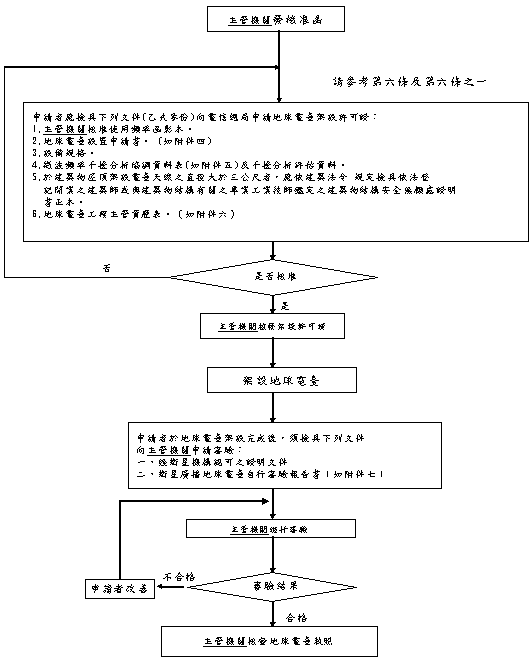 主管機關發核准函
請參考第六條及第六條之一
申請者應檢具下列文件(乙式參份)向電信總局申請地球電臺架設許可證：
1.主管機關核准使用頻率函影本。
2.地球電臺設置申請書。(如附件四)
3.設備規格。
4.微波頻率干擾分析協調資料表(如附件五)及干擾分析評估資料。
5.於建築物屋頂架設電臺天線之直徑大於三公尺者，應依建築法令 規定檢具依法登
記開業之建築師或與建築物結構有關之專業工業技師鑑定之建築物結構安全無顧慮證明
書正本。
6.地球電臺工程主管資歷表。(如附件六)
否
是否核准
是
主管機關核發架設許可證
架設地球電臺
申請者於地球電臺架設完成後，須檢具下列文件
向主管機關申請審驗：
一、經衛星機構認可之證明文件
二、衛星廣播地球電臺自行審驗報告書(如附件七)
主管機關進行審驗
不合格
申請者改善
審驗結果
合格
主管機關核發地球電臺執照